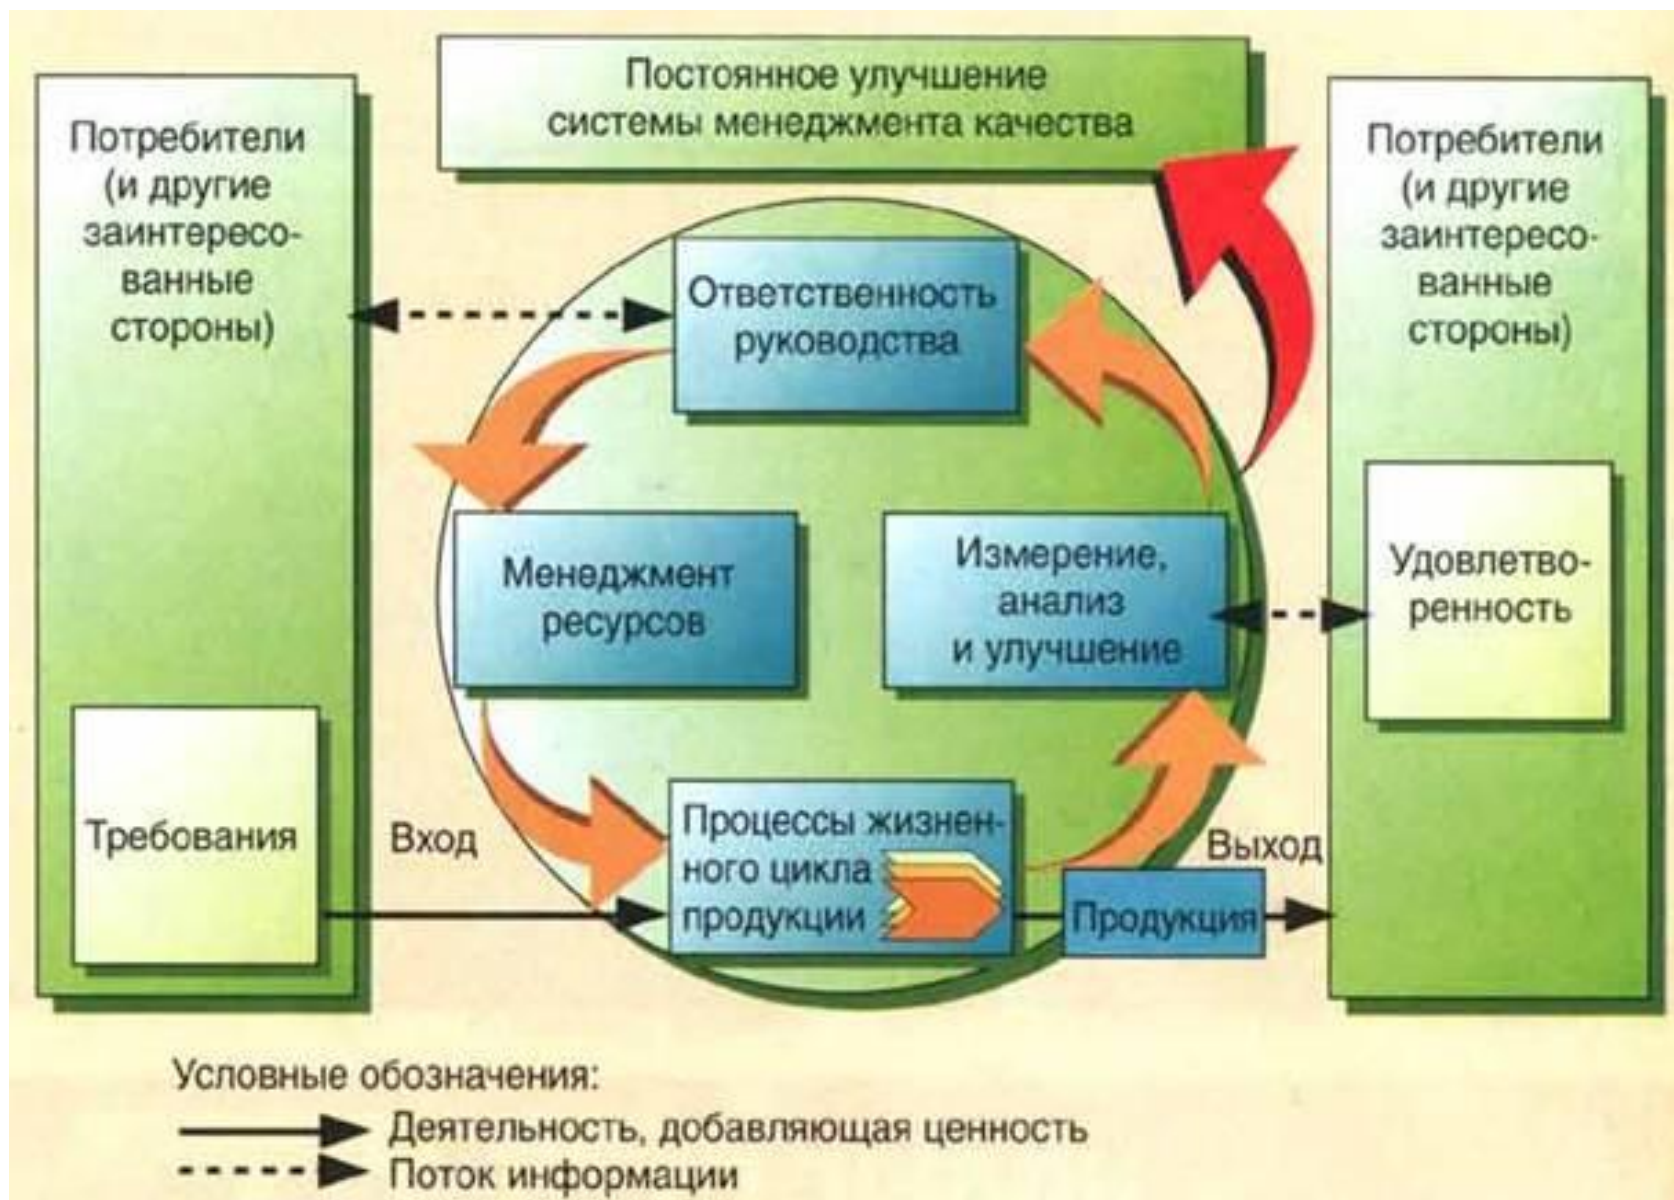 Постоянное улучшение
системы менеджмента качества
Потребители
(и другие
заинтересо-
ванные
стороны)
Требования
Вход
Ответственность
руководства
Менеджмент
ресурсов
Измерение,
анализ
и улучшение
Процессы жизнен-
ного цикла
продукции
Продукция
Выход
Потребители
(и другие
заинтересо-
ванные
стороны)
Удовлетво-
ренность
Условные обозначения:
Деятельность, добавляющая ценность
Поток информации